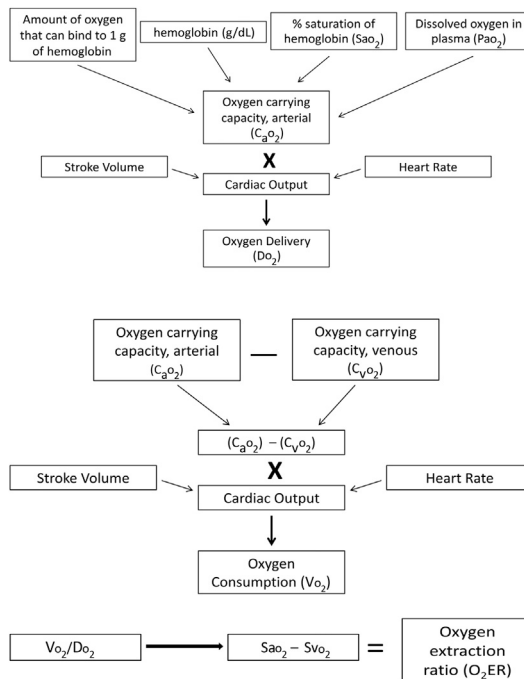 Amount of oxygen
that can bind to 1 g
of hemoglobin
hemoglobin (g/dL)
% saturation of
hemoglobin (Sao₂)
Dissolved oxygen in
plasma (Pao₂)
Oxygen carrying
capacity, arterial
(Cₐo₂)
X
Stroke Volume
Cardiac Output
Heart Rate
Oxygen Delivery
(Do₂)
Oxygen carrying
capacity, arterial
(Cₐo₂)
—
Oxygen carrying
capacity, venous
(Cᵥo₂)
(Cₐo₂) – (Cᵥo₂)
X
Stroke Volume
Cardiac Output
Heart Rate
Oxygen
Consumption (Vo₂)
Vo₂/Do₂
Sao₂ – Svo₂
=
Oxygen
extraction
ratio (O₂ER)